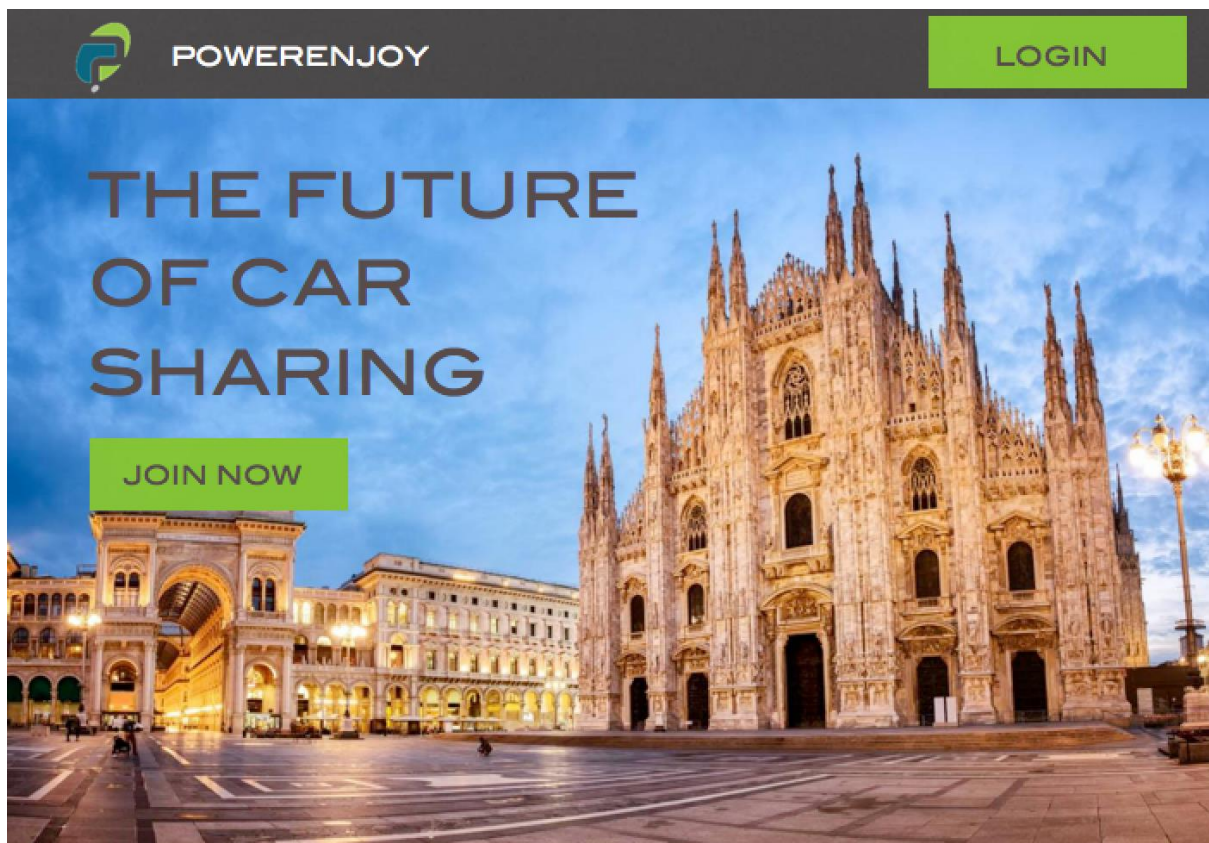 POWERENJOY
LOGIN
THE FUTURE
OF CAR
SHARING
JOIN NOW